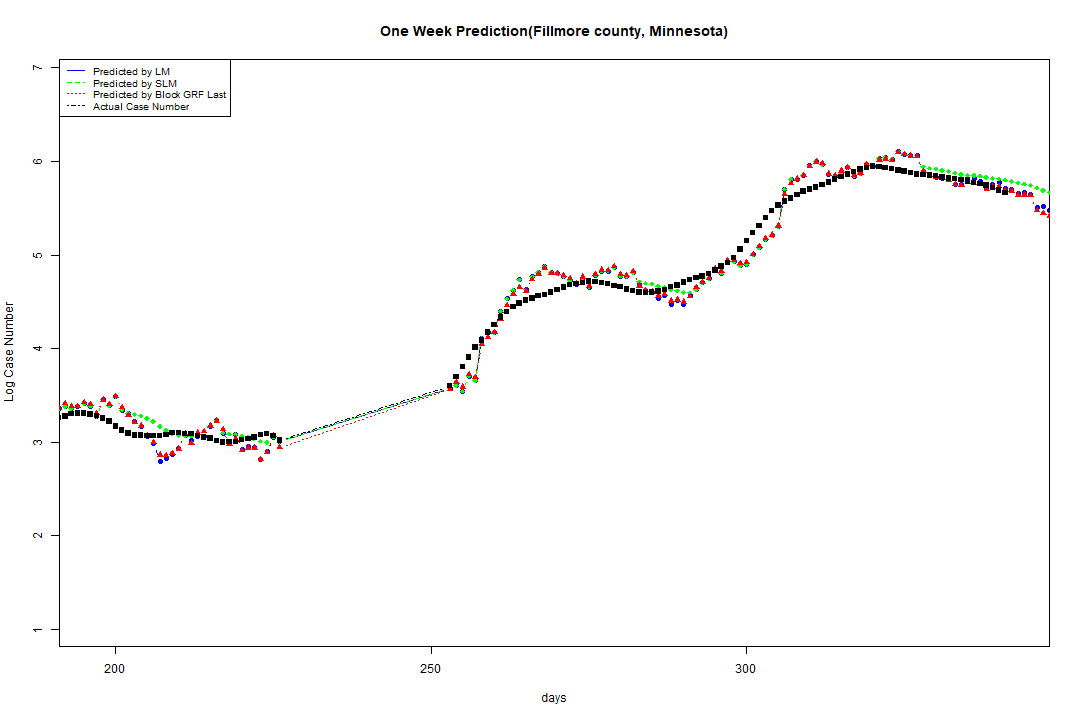 One Week Prediction(Fillmore county, Minnesota)
7
Predicted by LM
Predicted by SLM
Predicted by Block GRF Last
Actual Case Number
6
5
4
3
2
1
Log Case Number
200 250 300
days